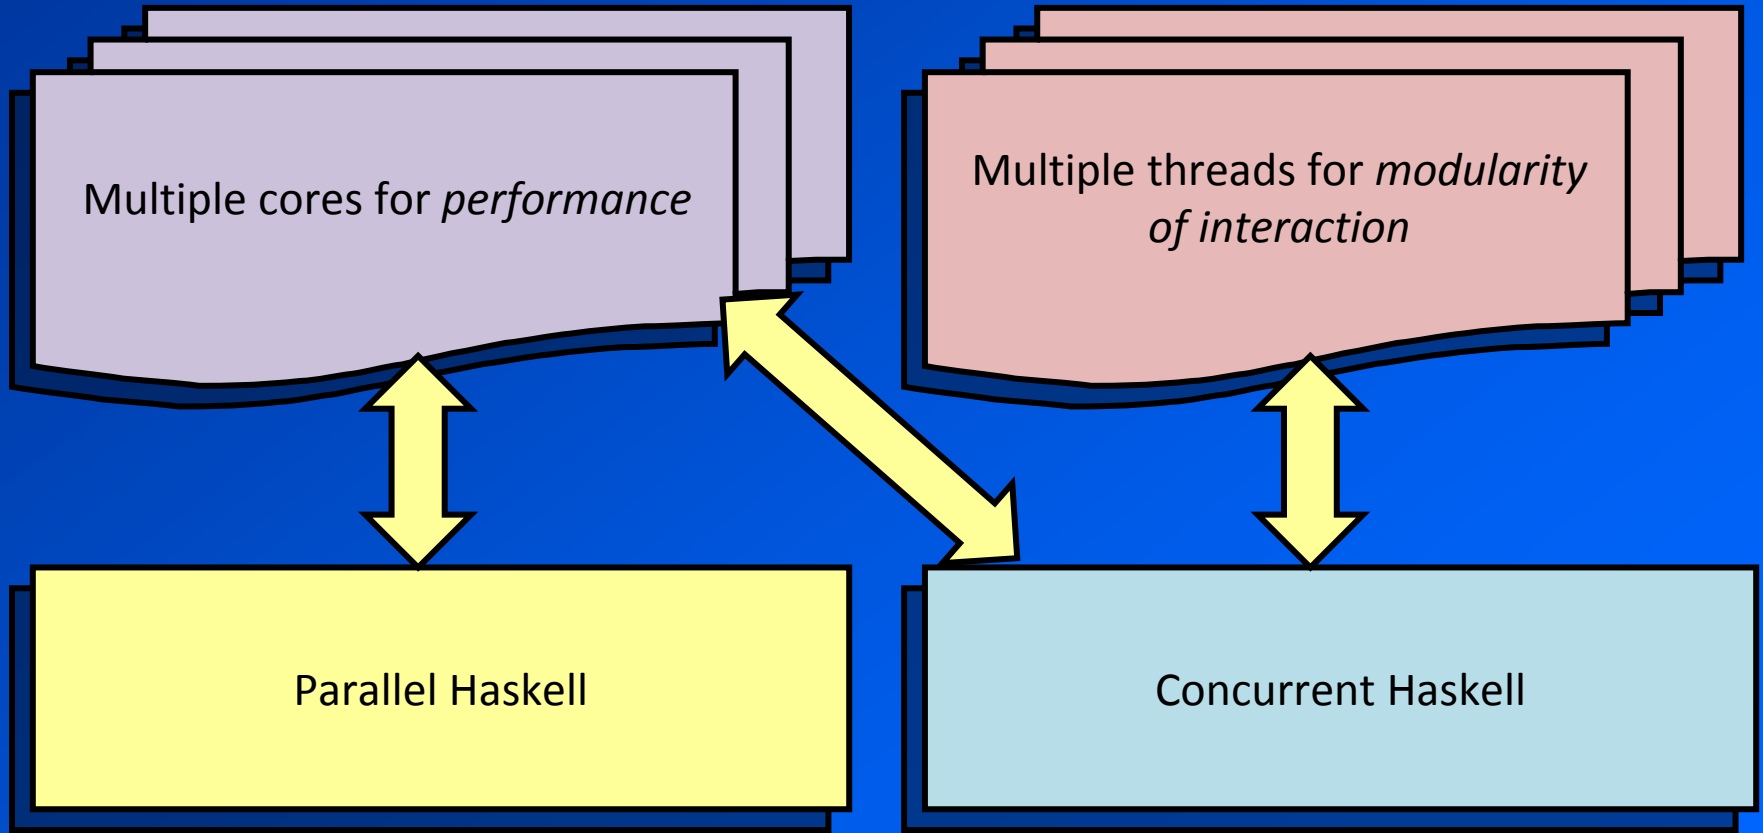 Multiple cores for performance
Multiple threads for modularity
of interaction
Parallel Haskell
Concurrent Haskell